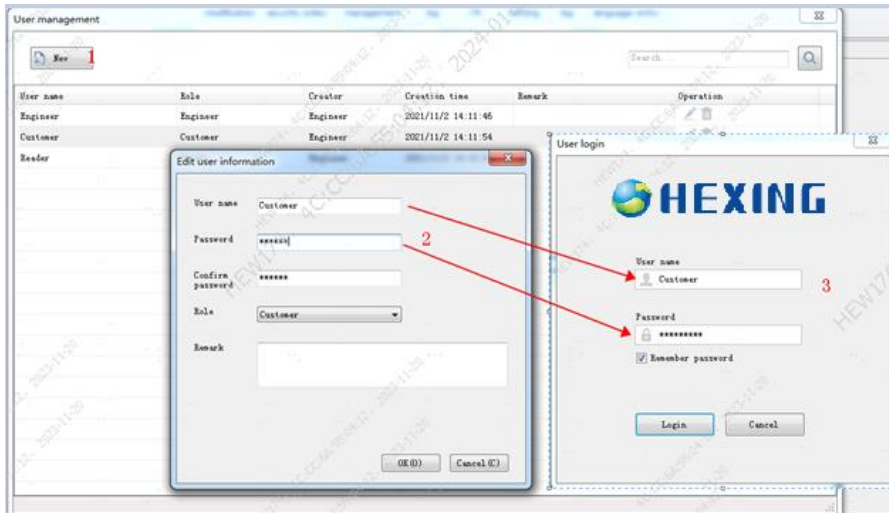 User management
New 1
Search...
User name Role Creator Creation time Remark Operation
Engineer Engineer Engineer 2021/11/2 14:11:46
Customer Customer Engineer 2021/11/2 14:11:54
Reader
Edit user information
User name Customer
Password ******
2
Confirm
password ******
Role Customer
Remark
OK(O) Cancel(C)
User login
HEXING
User name
Customer
3
Password
*********
Remember password
Login Cancel